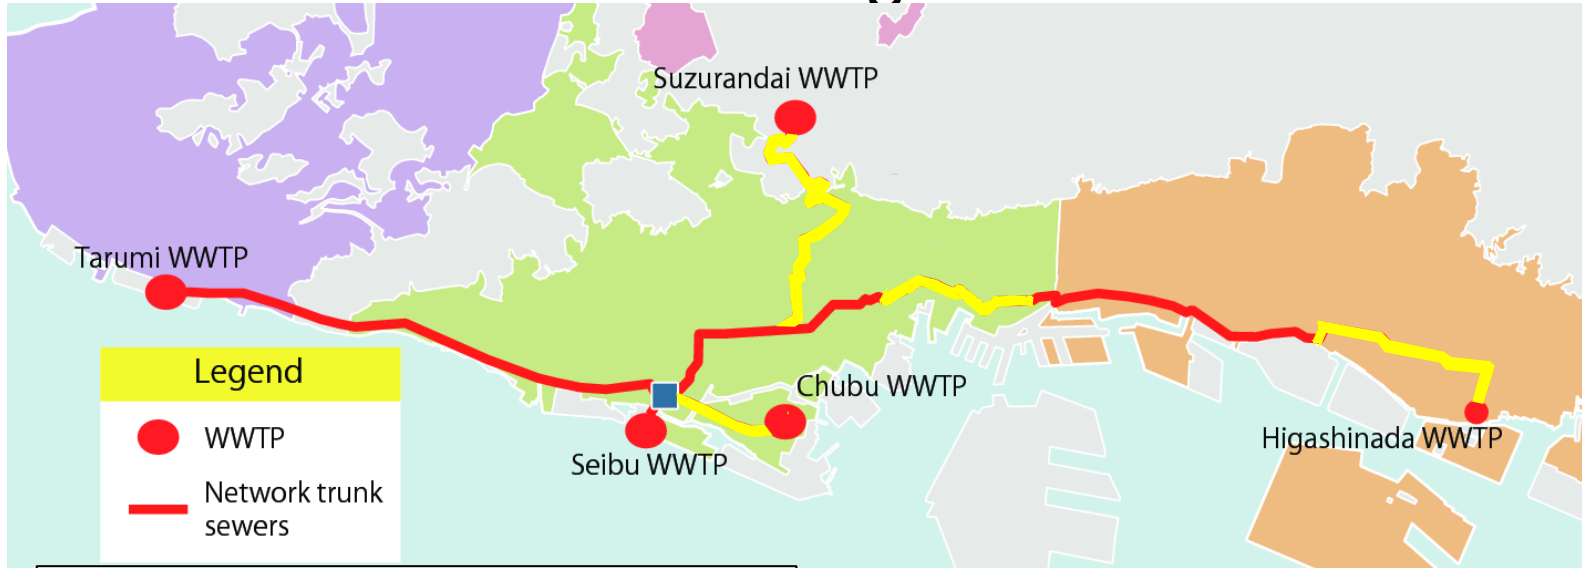 Suzurandai WWTP
Tarumi WWTP
Legend
WWTP
Network trunk
sewers
Chubu WWTP
Seibu WWTP
Higashinada WWTP